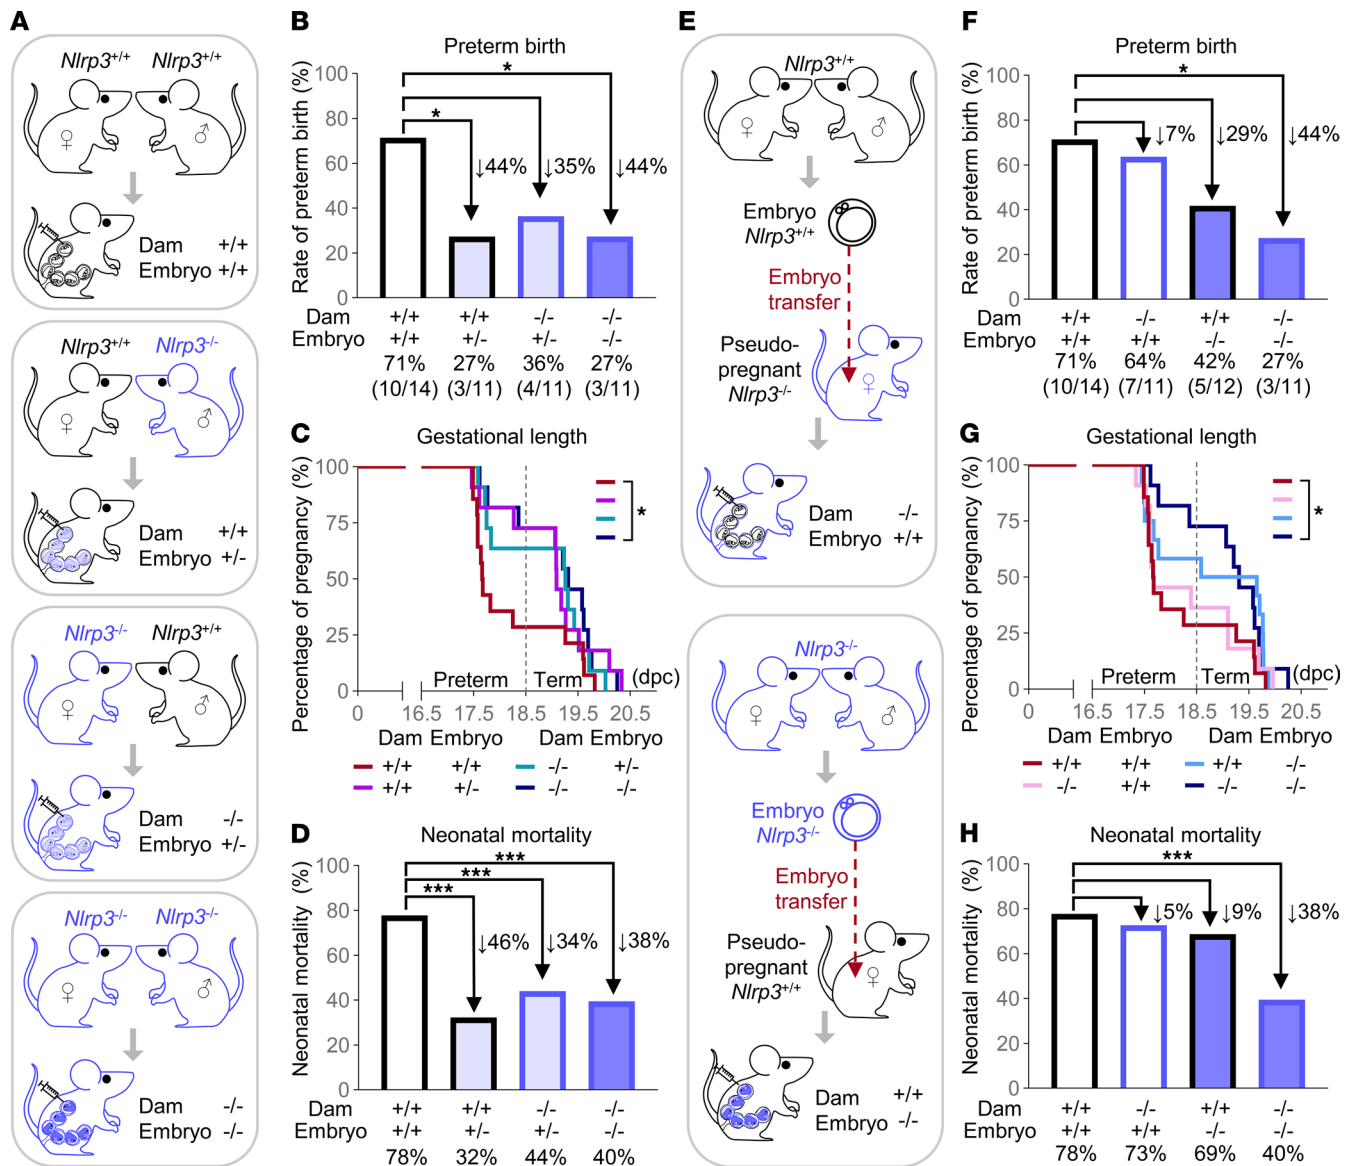 A
Nlrp3+/+ Nlrp3+/+
♀ ♂
Dam +/+
Embryo +/+
Nlrp3+/+ Nlrp3-/-
♀ ♂
Dam +/+
Embryo +/-
Nlrp3-/- Nlrp3+/+
♀ ♂
Dam -/-
Embryo +/-
Nlrp3-/- Nlrp3-/-
♀ ♂
Dam -/-
Embryo -/-
B
Preterm birth
Rate of preterm birth (%)
100
80
60
40
20
0
*
*
↓44% ↓35% ↓44%
Dam +/+ +/+ -/- -/-
Embryo +/+ +/- +/- -/-
71% 27% 36% 27%
(10/14) (3/11) (4/11) (3/11)
C
Gestational length
Percentage of pregnancy (%)
100
75
50
25
0
*
Preterm Term (dpc)
0 16.5 17.5 18.5 19.5 20.5
Dam Embryo Dam Embryo
+/+ +/+ -/- +/-
+/+ +/- -/- -/-
D
Neonatal mortality
Neonatal mortality (%)
100
80
60
40
20
0
***
***
***
↓46% ↓34% ↓38%
Dam +/+ +/+ -/- -/-
Embryo +/+ +/- +/- -/-
78% 32% 44% 40%
E
Nlrp3+/+
♀ ♂
Embryo
Nlrp3+/+
Embryo
transfer
Pseudo-
pregnant
Nlrp3-/-
♀
Dam -/-
Embryo +/+
Nlrp3-/-
♀ ♂
Embryo
Nlrp3-/-
Embryo
transfer
Pseudo-
pregnant
Nlrp3+/+
♀
Dam +/+
Embryo -/-
F
Preterm birth
Rate of preterm birth (%)
100
80
60
40
20
0
*
↓7% ↓29% ↓44%
Dam +/+ -/- +/+ -/-
Embryo +/+ +/+ -/- -/-
71% 64% 42% 27%
(10/14) (7/11) (5/12) (3/11)
G
Gestational length
Percentage of pregnancy (%)
100
75
50
25
0
*
Preterm Term (dpc)
0 16.5 17.5 18.5 19.5 20.5
Dam Embryo Dam Embryo
+/+ +/+ +/+ -/-
-/- +/+ -/- -/-
H
Neonatal mortality
Neonatal mortality (%)
100
80
60
40
20
0
***
↓5% ↓9% ↓38%
Dam +/+ -/- +/+ -/-
Embryo +/+ +/+ -/- -/-
78% 73% 69% 40%